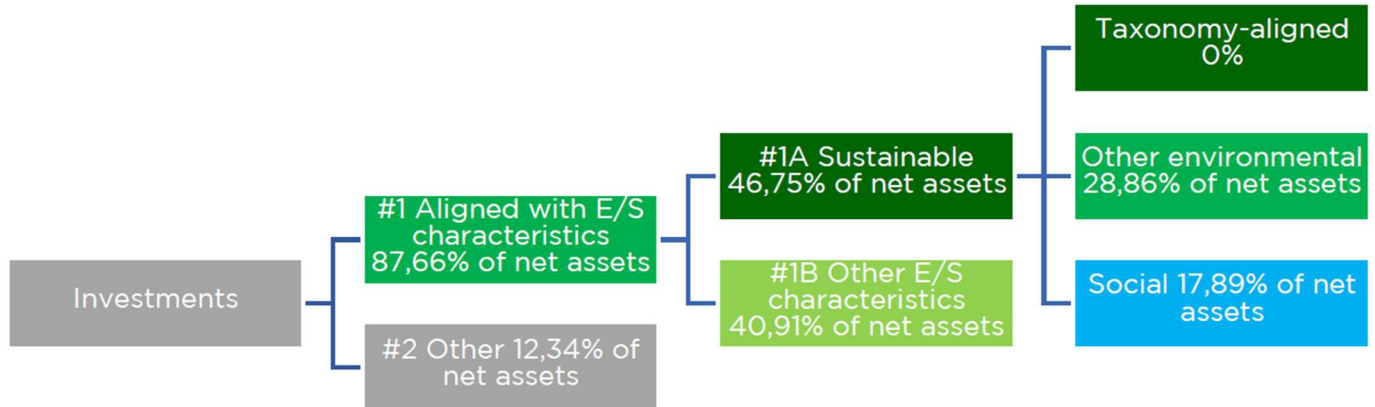 Investments
#1 Aligned with E/S
characteristics
87,66% of net assets
#2 Other 12,34% of
net assets
#1A Sustainable
46,75% of net assets
#1B Other E/S
characteristics
40,91% of net assets
Taxonomy-aligned
0%
Other environmental
28,86% of net assets
Social 17,89% of net
assets